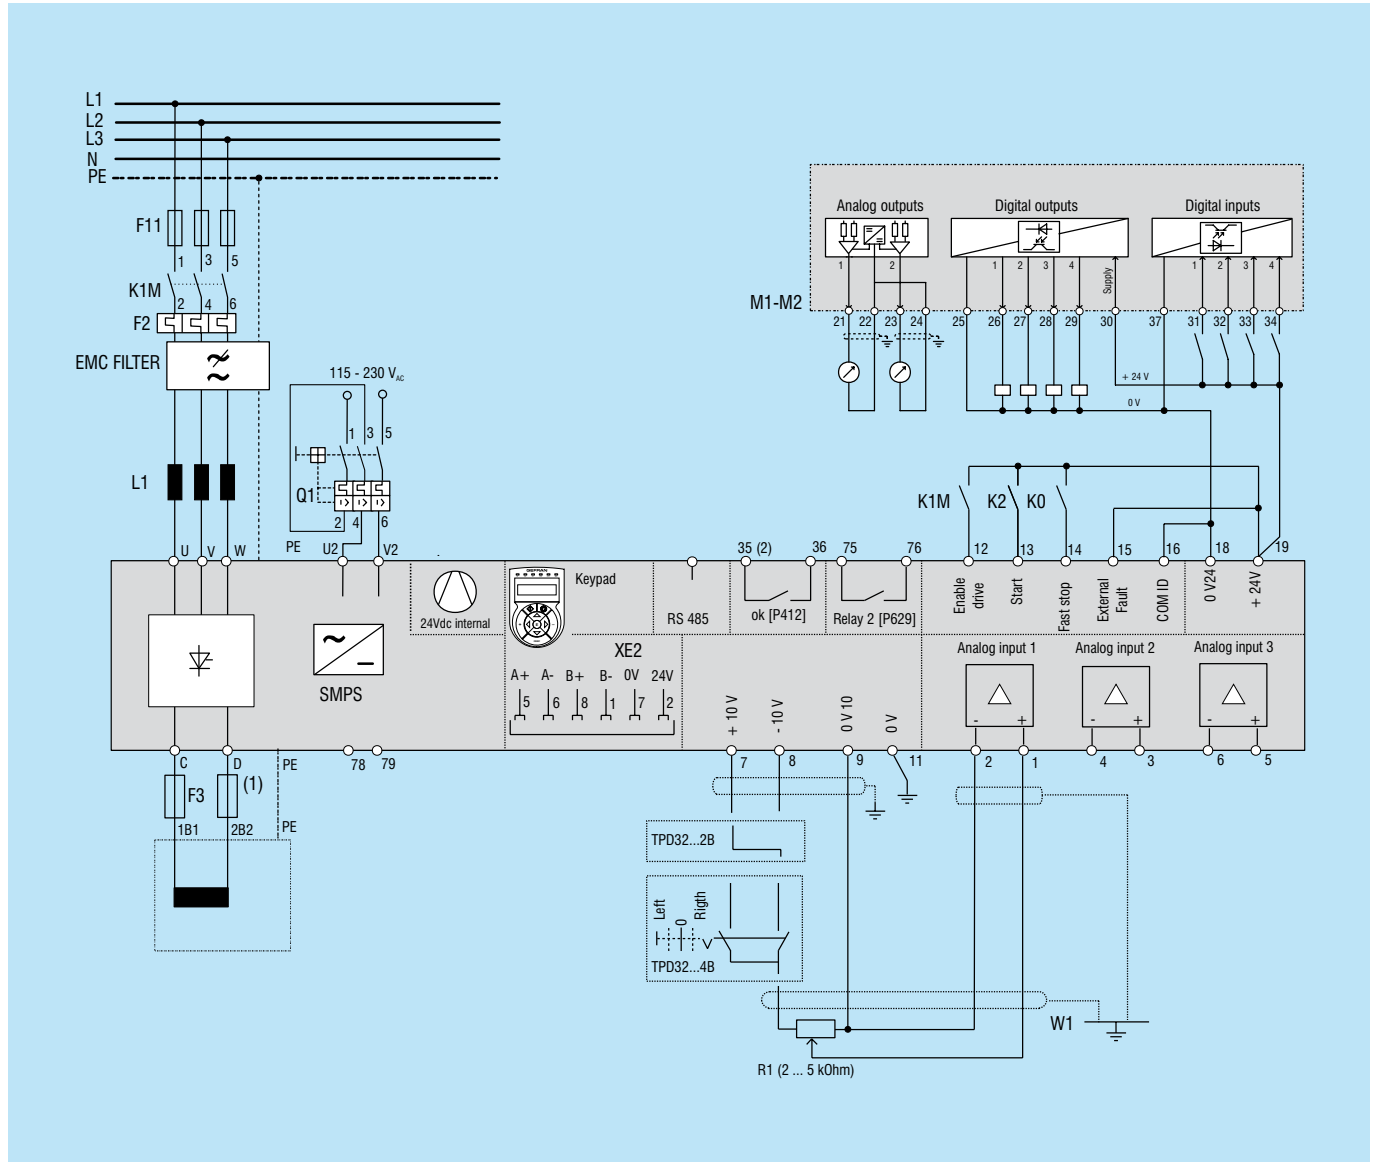 L1
L2
L3
N
PE
F11
1 3 5
K1M
2 4 6
F2
EMC FILTER
115 - 230 VAC
1 3 5
L1
Q1
2 4 6
U V W PE U2 V2
Analog outputs Digital outputs Digital inputs
1 2 1 2 3 4 Supply 1 2 3 4
M1-M2
21 22 23 24 25 26 27 28 29 30 37 31 32 33 34
+ 24 V
0 V
K1M K2 K0
35 (2) 36 75 76 12 13 14 15 16 18 19
24Vdc internal
GEFRAN
Keypad
RS 485
ok [P412]
Relay 2 [P629]
Enable drive
Start
Fast stop
External Fault
COM ID
0 V24
+ 24V
SMPS
XE2
A+ A- B+ B- 0V 24V
5 6 8 1 7 2
+ 10 V
- 10 V
0 V 10
0 V
Analog input 1 Analog input 2 Analog input 3
- + - + - +
C D PE 78 79 7 8 9 11 2 1 4 3 6 5
F3 (1)
1B1 2B2 PE
TPD32...2B
Left 0 Rigth
TPD32...4B
W1
R1 (2 ... 5 kOhm)